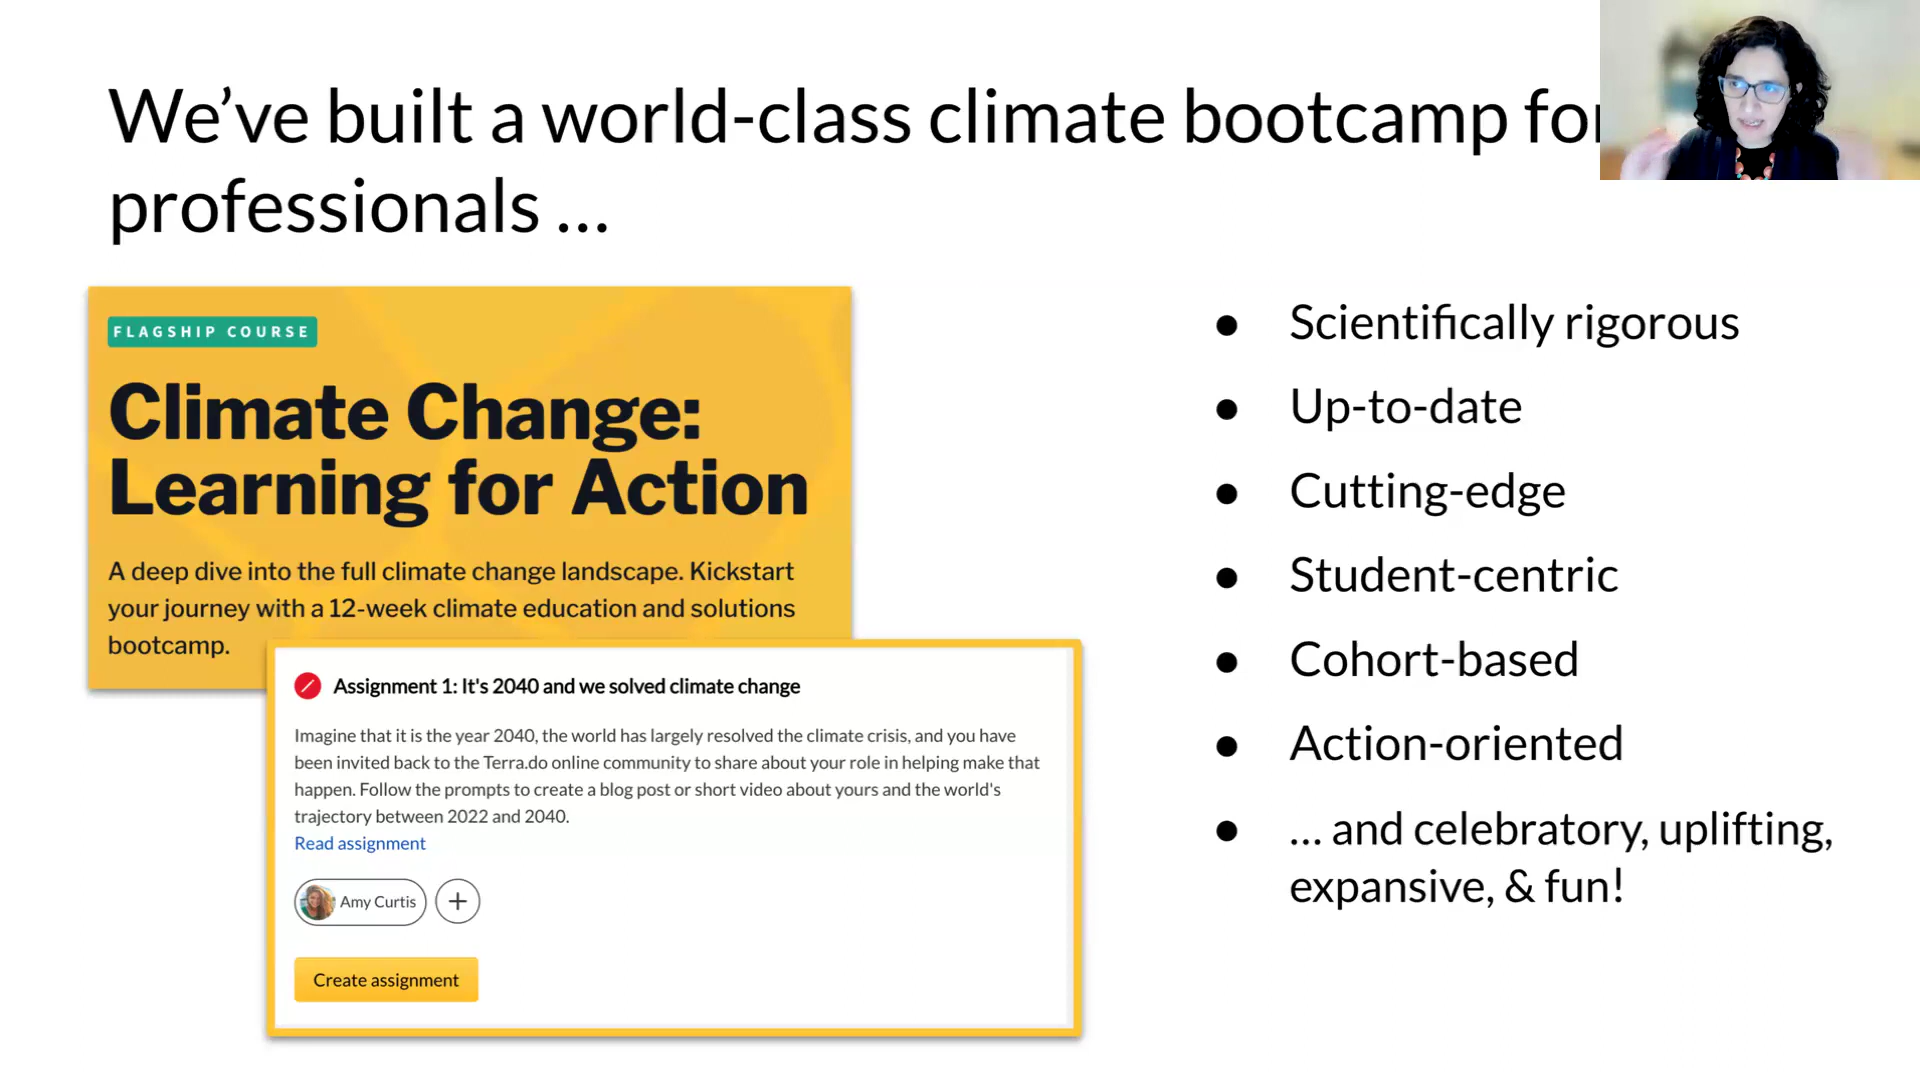 We've built a world-class climate bootcamp for
professionals ...
FLAGSHIP COURSE
Climate Change:
Learning for Action
A deep dive into the full climate change landscape. Kickstart
your journey with a 12-week climate education and solutions
bootcamp.
Assignment 1: It's 2040 and we solved climate change
Imagine that it is the year 2040, the world has largely resolved the climate crisis, and you have
been invited back to the Terra.do online community to share about your role in helping make that
happen. Follow the prompts to create a blog post or short video about yours and the world's
trajectory between 2022 and 2040.
Read assignment
Amy Curtis
Create assignment
● Scientifically rigorous
● Up-to-date
● Cutting-edge
● Student-centric
● Cohort-based
● Action-oriented
● ... and celebratory, uplifting,
expansive, & fun!